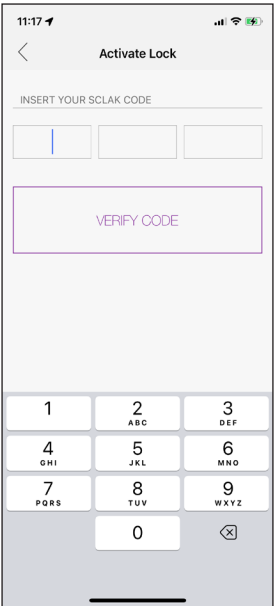 11:17
Activate Lock
INSERT YOUR SCLAK CODE
VERIFY CODE
1 2 3
ABC DEF
4 5 6
GHI JKL MNO
7 8 9
PQRS TUV WXYZ
0